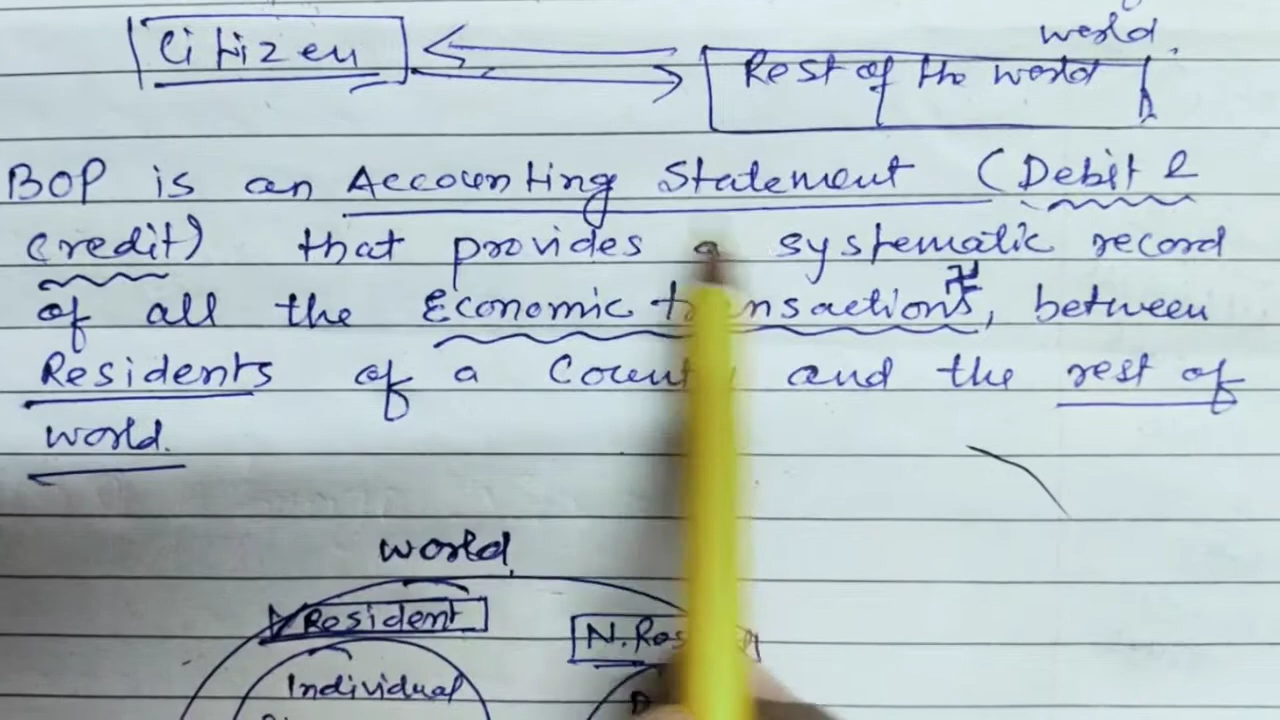 world.
Citizen
Rest of the world
BOP is an Accounting Statement (Debit &
Credit) that provides a systematic record
of all the Economic transactions, between
Residents of a Country and the rest of
world.
world
Resident
Individual